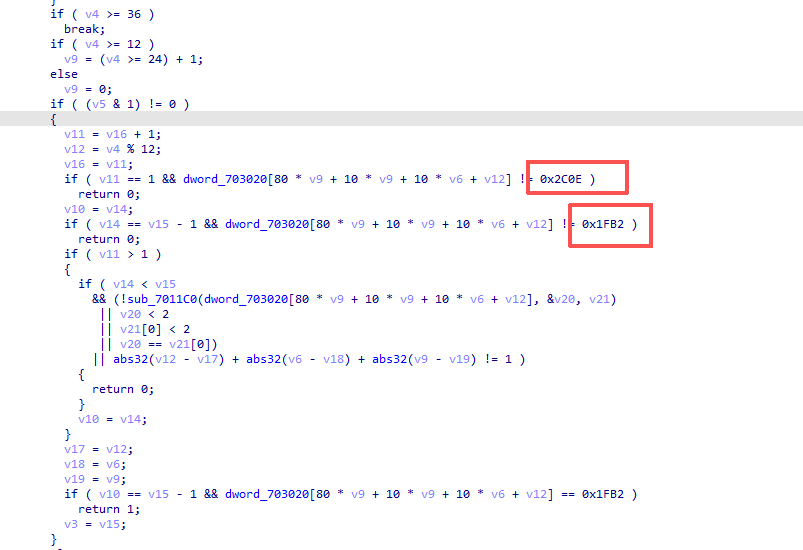 if ( v4 >= 36 )
break;
if ( v4 >= 12 )
v9 = (v4 >= 24) + 1;
else
v9 = 0;
if ( (v5 & 1) != 0 )
{
v11 = v16 + 1;
v12 = v4 % 12;
v16 = v11;
if ( v11 == 1 && dword_703020[80 * v9 + 10 * v9 + 10 * v6 + v12] != 0x2C0E )
return 0;
v10 = v14;
if ( v14 == v15 - 1 && dword_703020[80 * v9 + 10 * v9 + 10 * v6 + v12] != 0x1FB2 )
return 0;
if ( v11 > 1 )
{
if ( v14 < v15
&& (!sub_7011C0(dword_703020[80 * v9 + 10 * v9 + 10 * v6 + v12], &v20, v21)
|| v20 < 2
|| v21[0] < 2
|| v20 == v21[0])
|| abs32(v12 - v17) + abs32(v6 - v18) + abs32(v9 - v19) != 1 )
{
return 0;
}
v10 = v14;
}
v17 = v12;
v18 = v6;
v19 = v9;
if ( v10 == v15 - 1 && dword_703020[80 * v9 + 10 * v9 + 10 * v6 + v12] == 0x1FB2 )
return 1;
v3 = v15;
}